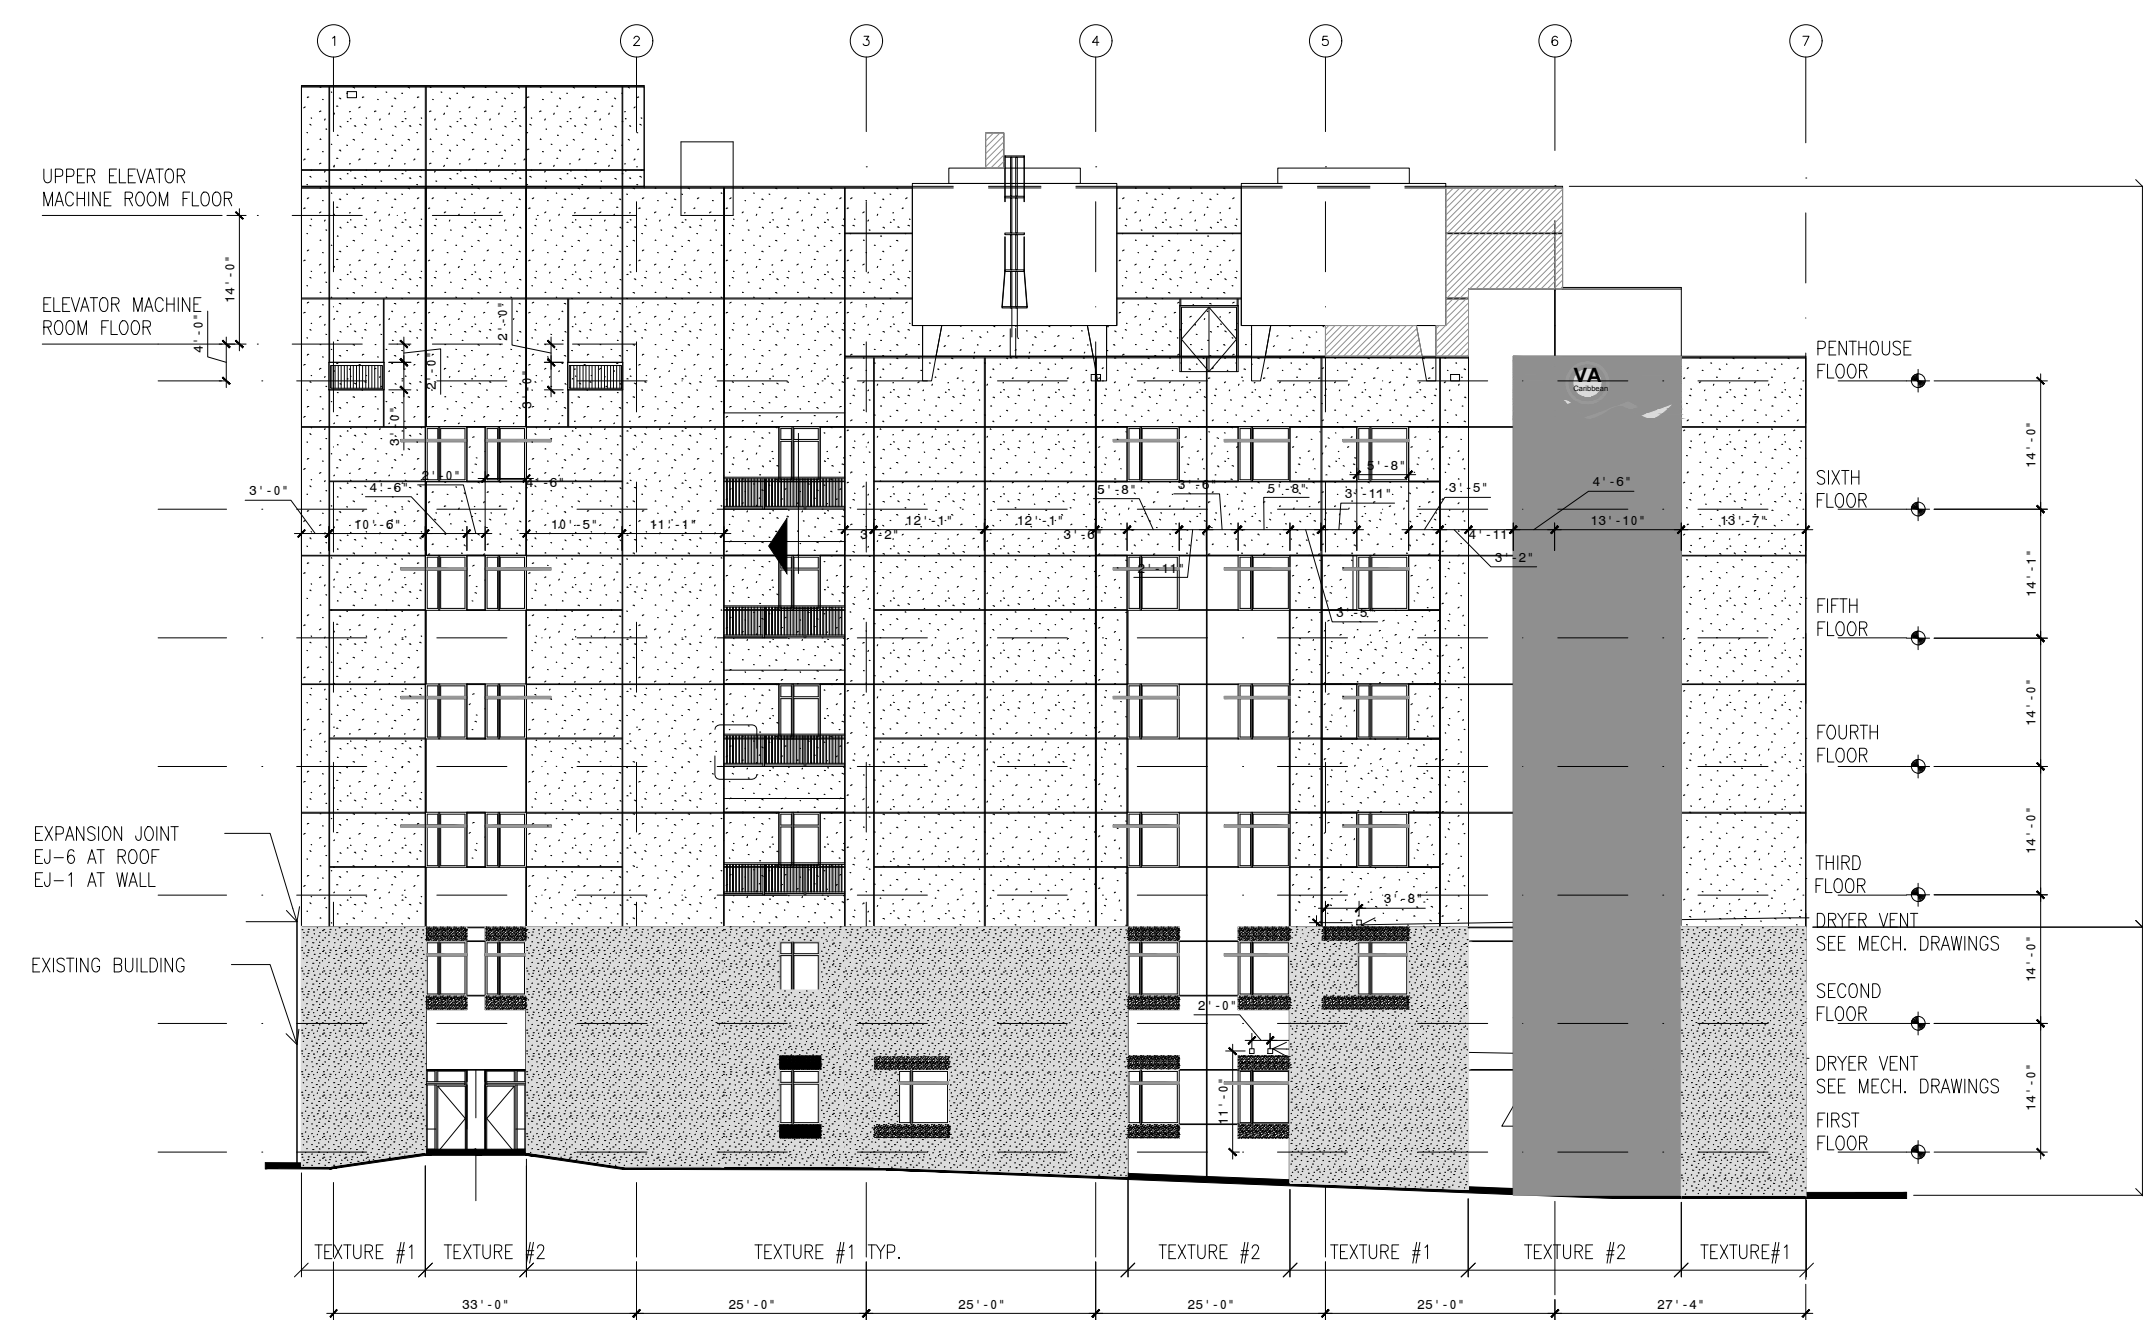 1 2 3 4 5 6 7
UPPER ELEVATOR
MACHINE ROOM FLOOR
14'-0"
ELEVATOR MACHINE
ROOM FLOOR
4'-0"
2'-0"
2'-0"
3'-0"
3'-0"
PENTHOUSE
FLOOR
VA
Caribbean
14'-0"
3'-0"
4'-6"
2'-0"
4'-6"
5'-8"
3'-6"
5'-8"
5'-8"
3'-11"
3'-5"
4'-6"
SIXTH
FLOOR
10'-6"
10'-5"
11'-1"
3'-2"
12'-1"
12'-1"
3'-6"
2'-11"
3'-5"
4'-11"
3'-2"
13'-10"
13'-7"
14'-1"
FIFTH
FLOOR
14'-0"
FOURTH
FLOOR
14'-0"
EXPANSION JOINT
EJ-6 AT ROOF
EJ-1 AT WALL
THIRD
FLOOR
3'-8"
DRYER VENT
SEE MECH. DRAWINGS
14'-0"
EXISTING BUILDING
SECOND
FLOOR
2'-0"
11'-0"
DRYER VENT
SEE MECH. DRAWINGS
14'-0"
FIRST
FLOOR
TEXTURE #1 TEXTURE #2 TEXTURE #1 TYP. TEXTURE #2 TEXTURE #1 TEXTURE #2 TEXTURE#1
33'-0" 25'-0" 25'-0" 25'-0" 25'-0" 27'-4"